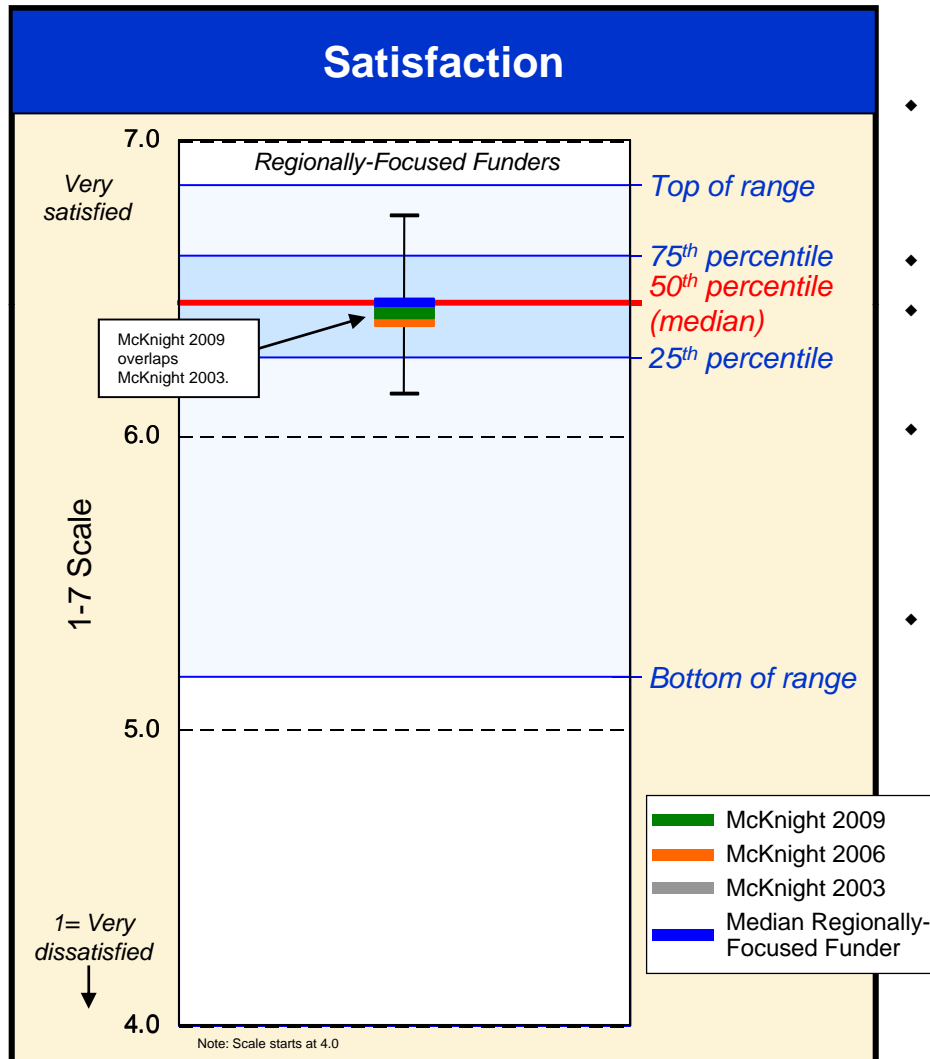 Satisfaction
7.0
Regionally-Focused Funders
Very
satisfied
Top of range
75th percentile
50th percentile
(median)
McKnight 2009
overlaps
McKnight 2003.
25th percentile
6.0
1-7 Scale
Bottom of range
5.0
McKnight 2009
McKnight 2006
McKnight 2003
Median Regionally-
Focused Funder
1= Very
dissatisfied
4.0
Note: Scale starts at 4.0